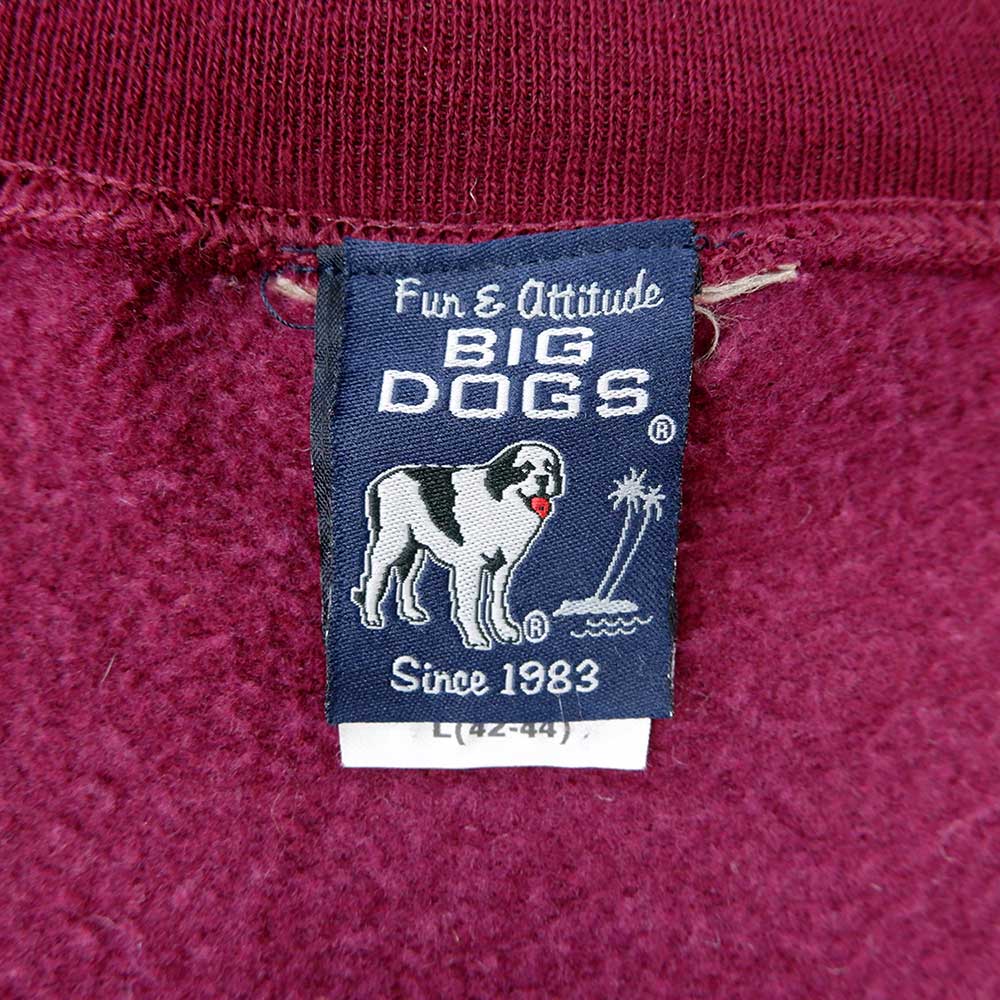 Fun & Attitude
BIG
DOGS®
®
Since 1983
L(42-44)